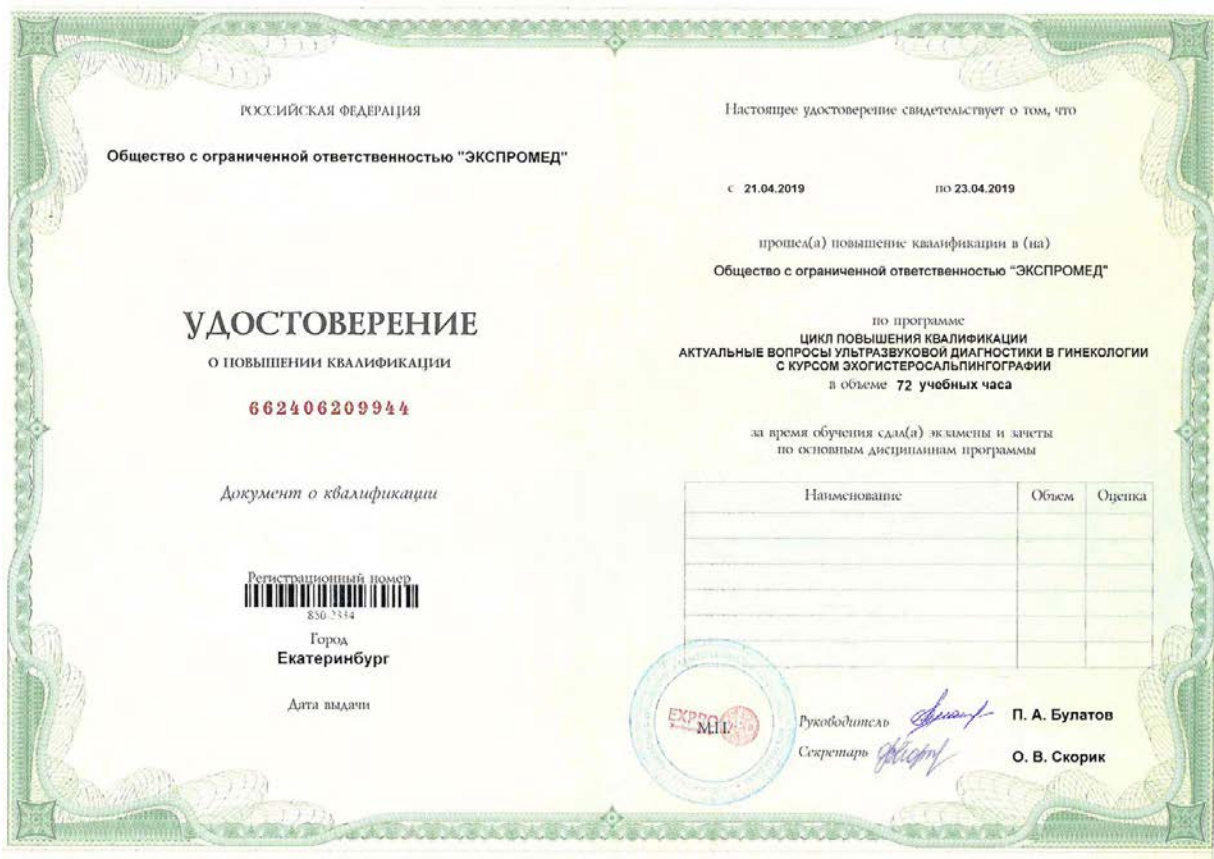 РОССИЙСКАЯ ФЕДЕРАЦИЯ
Общество с ограниченной ответственностью "ЭКСПРОМЕД"
УДОСТОВЕРЕНИЕ
О ПОВЫШЕНИИ КВАЛИФИКАЦИИ
662406209944
Документ о квалификации
Регистрационный номер
850-2334
Город
Екатеринбург
Дата выдачи
Настоящее удостоверение свидетельствует о том, что
с 21.04.2019 по 23.04.2019
прошел(а) повышение квалификации в (на)
Общество с ограниченной ответственностью "ЭКСПРОМЕД"
по программе
ЦИКЛ ПОВЫШЕНИЯ КВАЛИФИКАЦИИ
АКТУАЛЬНЫЕ ВОПРОСЫ УЛЬТРАЗВУКОВОЙ ДИАГНОСТИКИ В ГИНЕКОЛОГИИ
С КУРСОМ ЭХОГИСТЕРОСАЛЬПИНГОГРАФИИ
в объеме 72 учебных часа
за время обучения сдал(а) экзамены и зачеты
по основным дисциплинам программы
Наименование Объем Оценка
М.П.
Руководитель П. А. Булатов
Секретарь О. В. Скорик